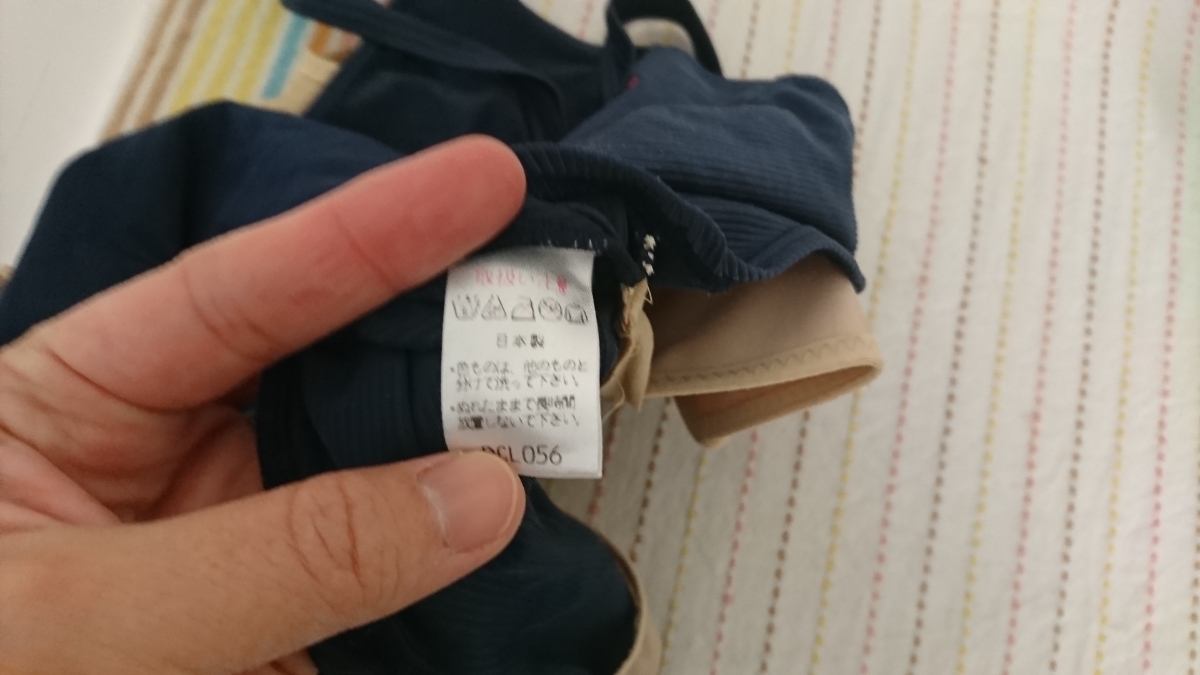 取扱い注意
日本製
・色ものは、他のものと
分けて洗って下さい。
・ぬれたままで長時間
放置しないで下さい。
DCL056